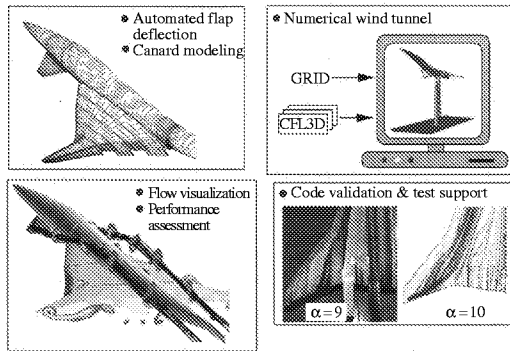 Automated flap
deflection
Canard modeling
Numerical wind tunnel
GRID
CFL3D
Flow visualization
Performance
assessment
Code validation & test support
α = 9
α = 10